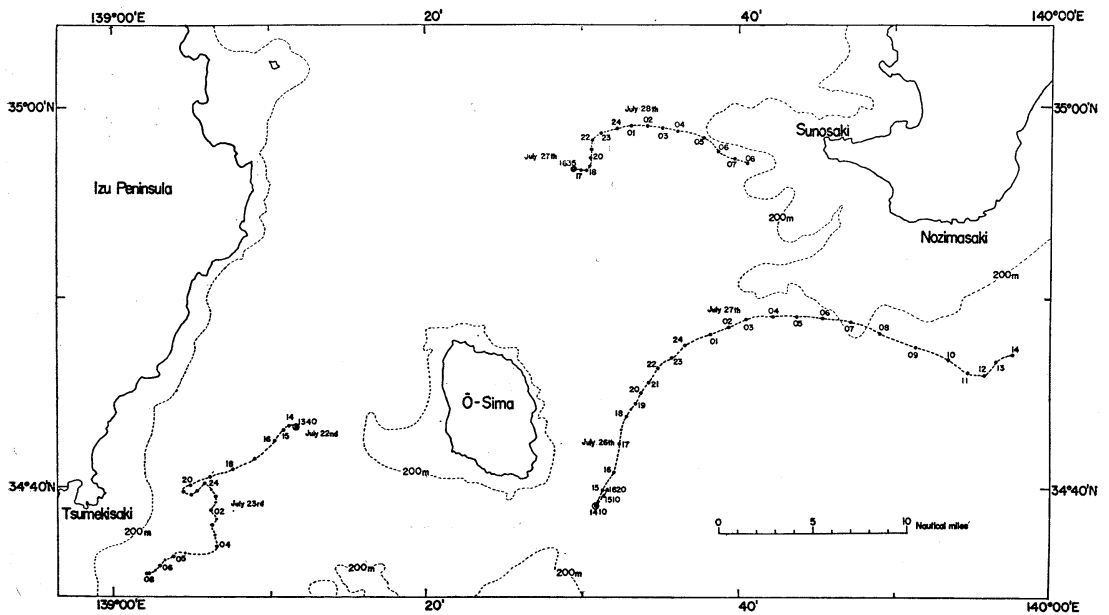 139°00'E
20'
40'
140°00'E
35°00'N
35°00'N
July 28th
24
01
02
03
04
05
06
07
08
22
23
20
July 27th
1635
17
18
Sunosaki
Izu Peninsula
200m
Nozimasaki
200m
July 27th
24
01
02
03
04
05
06
07
08
09
10
11
12
13
14
22
23
20
21
18
19
July 26th
17
16
15
1620
1510
1410
Ō-Sima
200m
14
1340
July 22nd
16
15
18
20
24
July 23rd
02
04
05
06
08
34°40'N
34°40'N
Tsumekisaki
200m
0
5
10
Nautical miles
200m
200m
139°00'E
20'
40'
140°00'E